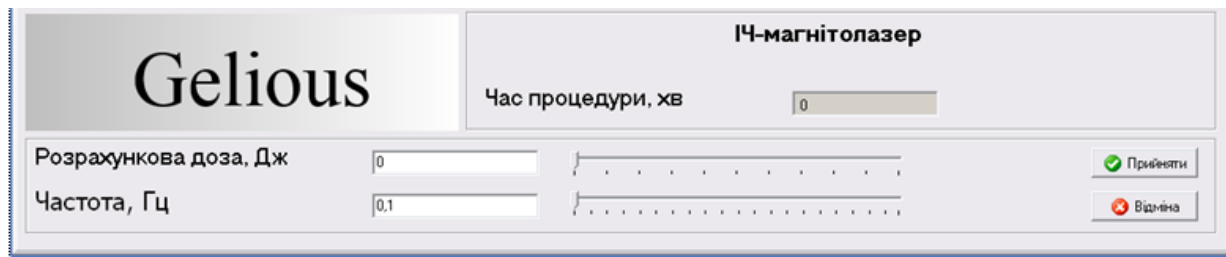 Gelious
ІЧ-магнітолазер
Час процедури, хв
0
Розрахункова доза, Дж
0
Прийняти
Частота, Гц
0,1
Відміна